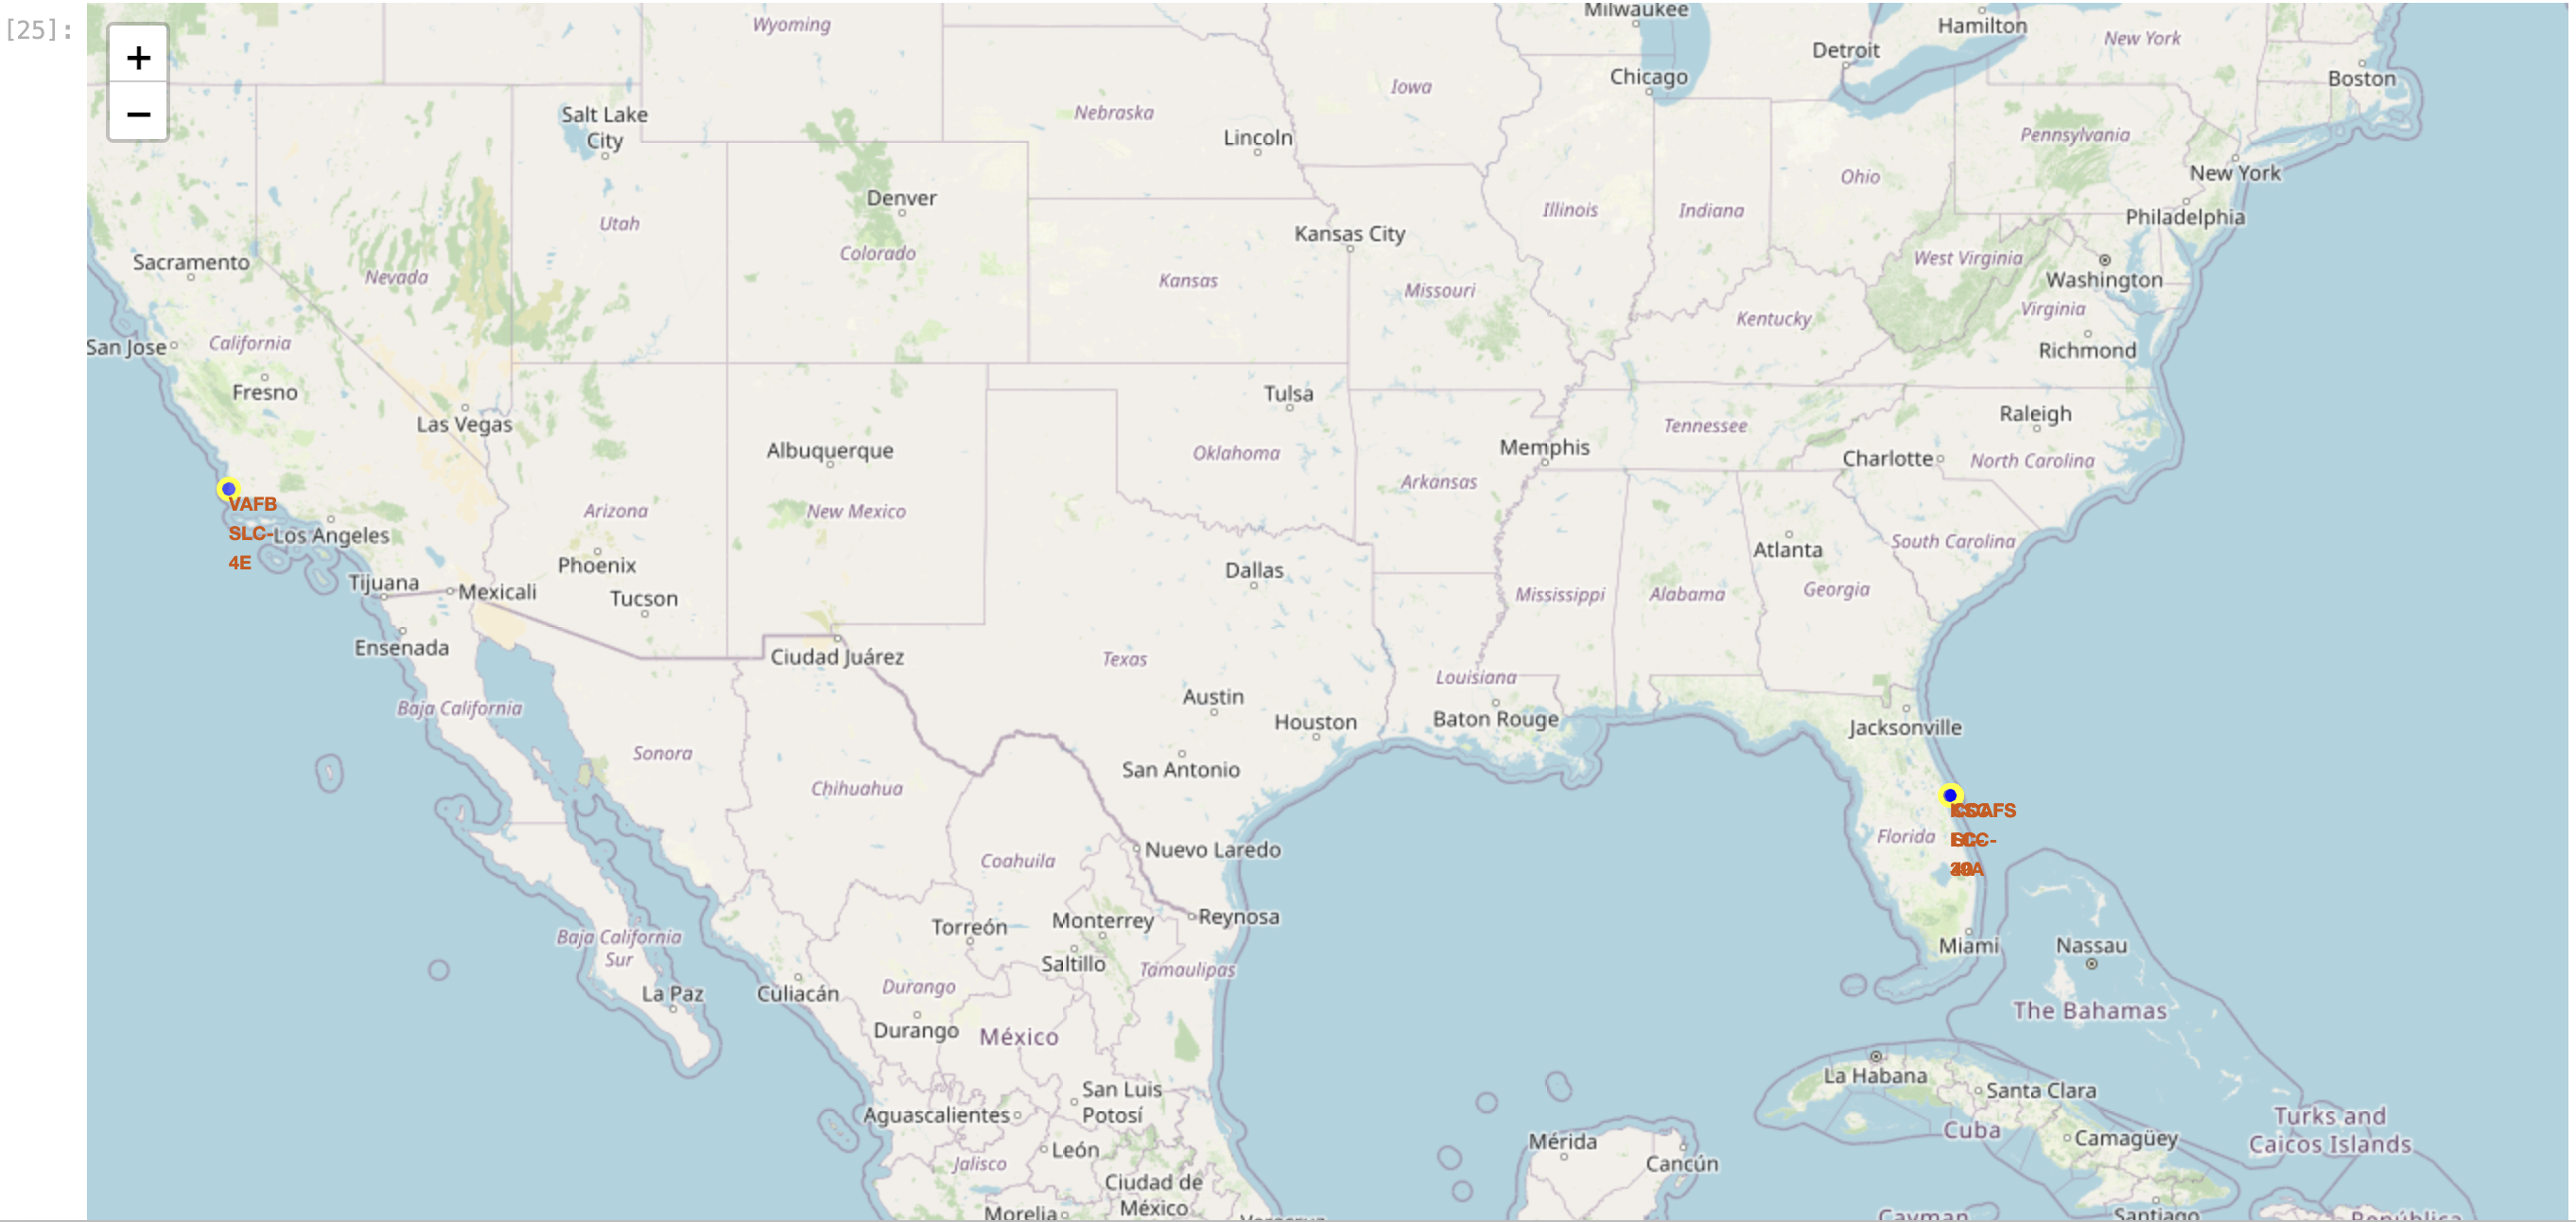 [25]:
+
−
Wyoming
Milwaukee
Hamilton
New York
Detroit
Chicago
Boston
Iowa
Salt Lake
City
Nebraska
Lincoln
Pennsylvania
New York
Ohio
Denver
Utah
Illinois
Indiana
Philadelphia
Kansas City
Colorado
Sacramento
Nevada
Kansas
Missouri
West Virginia
Washington
Virginia
Kentucky
San Jose
California
Richmond
Fresno
Las Vegas
Tulsa
Raleigh
Tennessee
Albuquerque
Oklahoma
Memphis
Charlotte
North Carolina
Arkansas
VAFB
SLC-
4E
Los Angeles
Arizona
New Mexico
South Carolina
Atlanta
Phoenix
Dallas
Tijuana
Mexicali
Tucson
Mississippi
Alabama
Georgia
Ensenada
Ciudad Juárez
Texas
Louisiana
Austin
Baja California
Houston
Baton Rouge
Jacksonville
Sonora
San Antonio
Chihuahua
Florida
Nuevo Laredo
Coahuila
Torreón
Monterrey
Reynosa
Baja California
Sur
Saltillo
Tamaulipas
Miami
Nassau
La Paz
Culiacán
Durango
Durango
México
The Bahamas
La Habana
Santa Clara
San Luis
Potosí
Aguascalientes
Turks and
Caicos Islands
Cuba
Camagüey
Mérida
León
Cancún
Jalisco
Ciudad de
México
Morelia
Cayman
Santiago